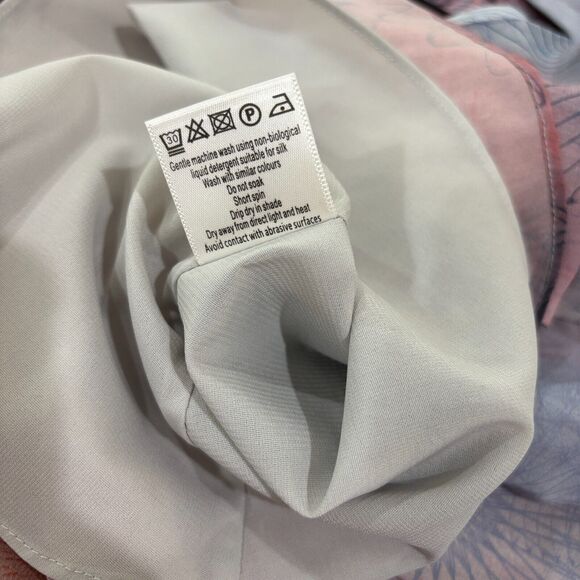 30 P
Gentle machine wash using non-biological
liquid detergent suitable for silk
Wash with similar colours
Do not soak
Short spin
Drip dry in shade
Dry away from direct light and heat
Avoid contact with abrasive surfaces